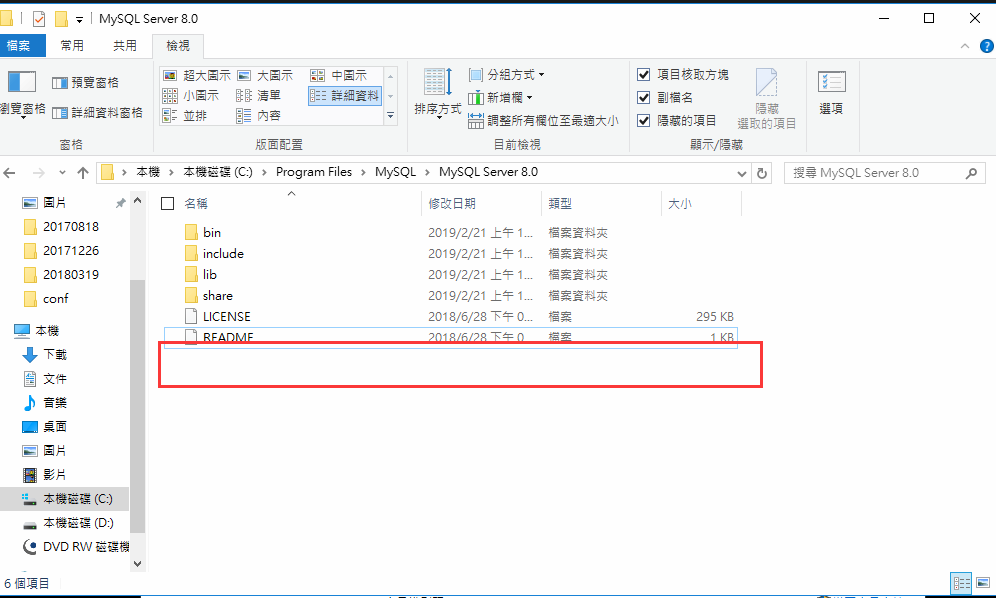 MySQL Server 8.0
檔案 常用 共用 檢視
預覽窗格
瀏覽窗格
詳細資料窗格
窗格
超大圖示 大圖示 中圖示
小圖示 清單 詳細資料
並排 內容
版面配置
排序方式
分組方式
新增欄
調整所有欄位至最適大小
目前檢視
項目核取方塊
副檔名
隱藏的項目
隱藏
選取的項目
顯示/隱藏
選項
本機 本機磁碟 (C:) Program Files MySQL MySQL Server 8.0
搜尋 MySQL Server 8.0
圖片
20170818
20171226
20180319
conf
本機
下載
文件
音樂
桌面
圖片
影片
本機磁碟 (C:)
本機磁碟 (D:)
DVD RW 磁碟機
名稱 修改日期 類型 大小
bin 2019/2/21 上午 1... 檔案資料夾
include 2019/2/21 上午 1... 檔案資料夾
lib 2019/2/21 上午 1... 檔案資料夾
share 2019/2/21 上午 1... 檔案資料夾
LICENSE 2018/6/28 下午 0... 檔案 295 KB
README 2018/6/28 下午 0... 檔案 1 KB
6 個項目